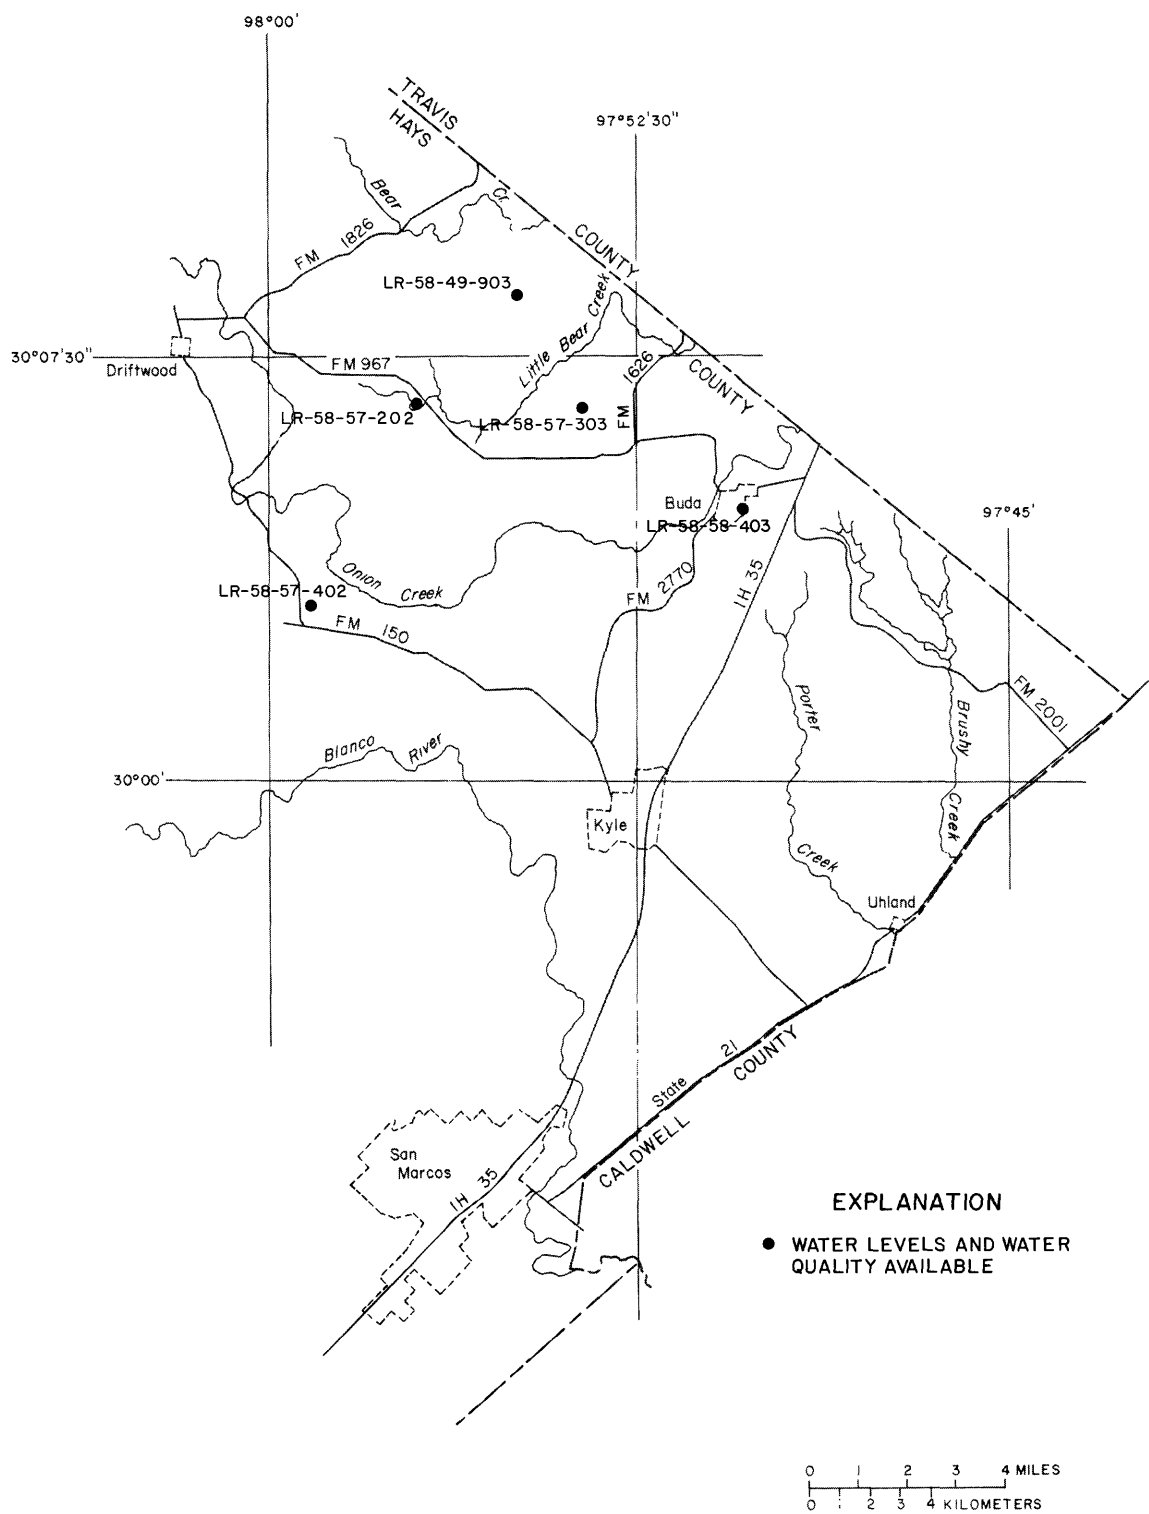 98°00'
TRAVIS
HAYS
97°52'30"
Bear
Cr.
FM 1826
COUNTY
LR-58-49-903
Little Bear Creek
30°07'30"
FM 967
1626
FM
COUNTY
Driftwood
LR-58-57-202
LR-58-57-303
Buda
LR-58-58-403
97°45'
Onion
Creek
LR-58-57-402
FM 2770
IH 35
FM 150
Porter
Creek
FM 2001
Brushy
Creek
Blanco
River
30°00'
Kyle
Uhland
State 21
COUNTY
CALDWELL
San
Marcos
IH 35
EXPLANATION
WATER LEVELS AND WATER
QUALITY AVAILABLE
0 1 2 3 4 MILES
0 1 2 3 4 KILOMETERS